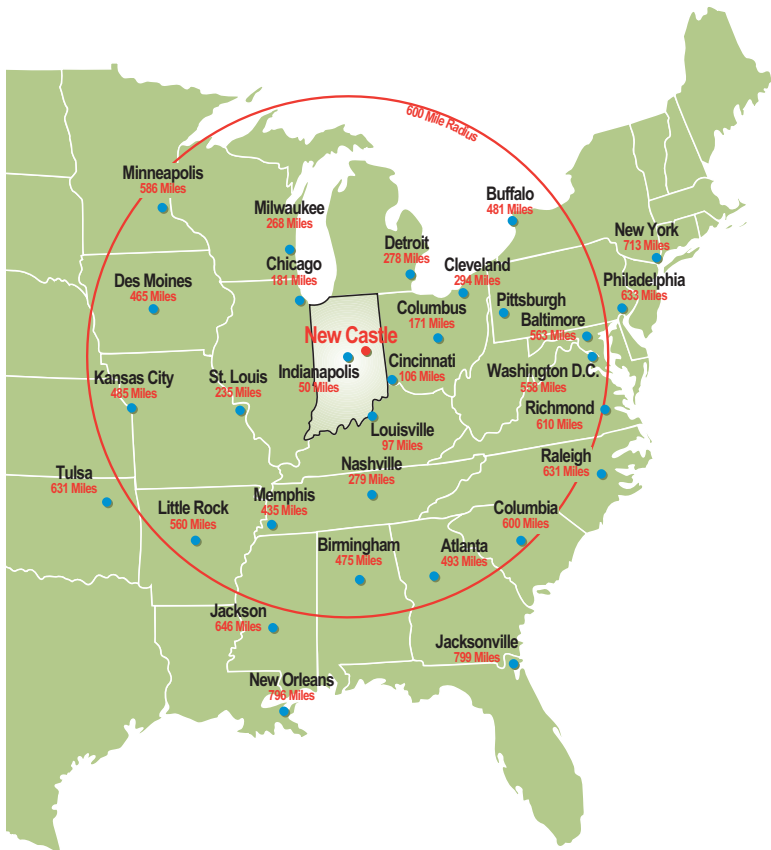 600 Mile Radius
Minneapolis
586 Miles
Buffalo
481 Miles
Milwaukee
268 Miles
New York
713 Miles
Detroit
278 Miles
Chicago
181 Miles
Cleveland
294 Miles
Des Moines
465 Miles
Philadelphia
633 Miles
Columbus
171 Miles
Pittsburgh
Baltimore
563 Miles
New Castle
Indianapolis
50 Miles
Cincinnati
106 Miles
Washington D.C.
558 Miles
Kansas City
485 Miles
St. Louis
235 Miles
Richmond
610 Miles
Louisville
97 Miles
Raleigh
631 Miles
Nashville
279 Miles
Tulsa
631 Miles
Little Rock
560 Miles
Memphis
435 Miles
Columbia
600 Miles
Birmingham
475 Miles
Atlanta
493 Miles
Jackson
646 Miles
Jacksonville
799 Miles
New Orleans
796 Miles